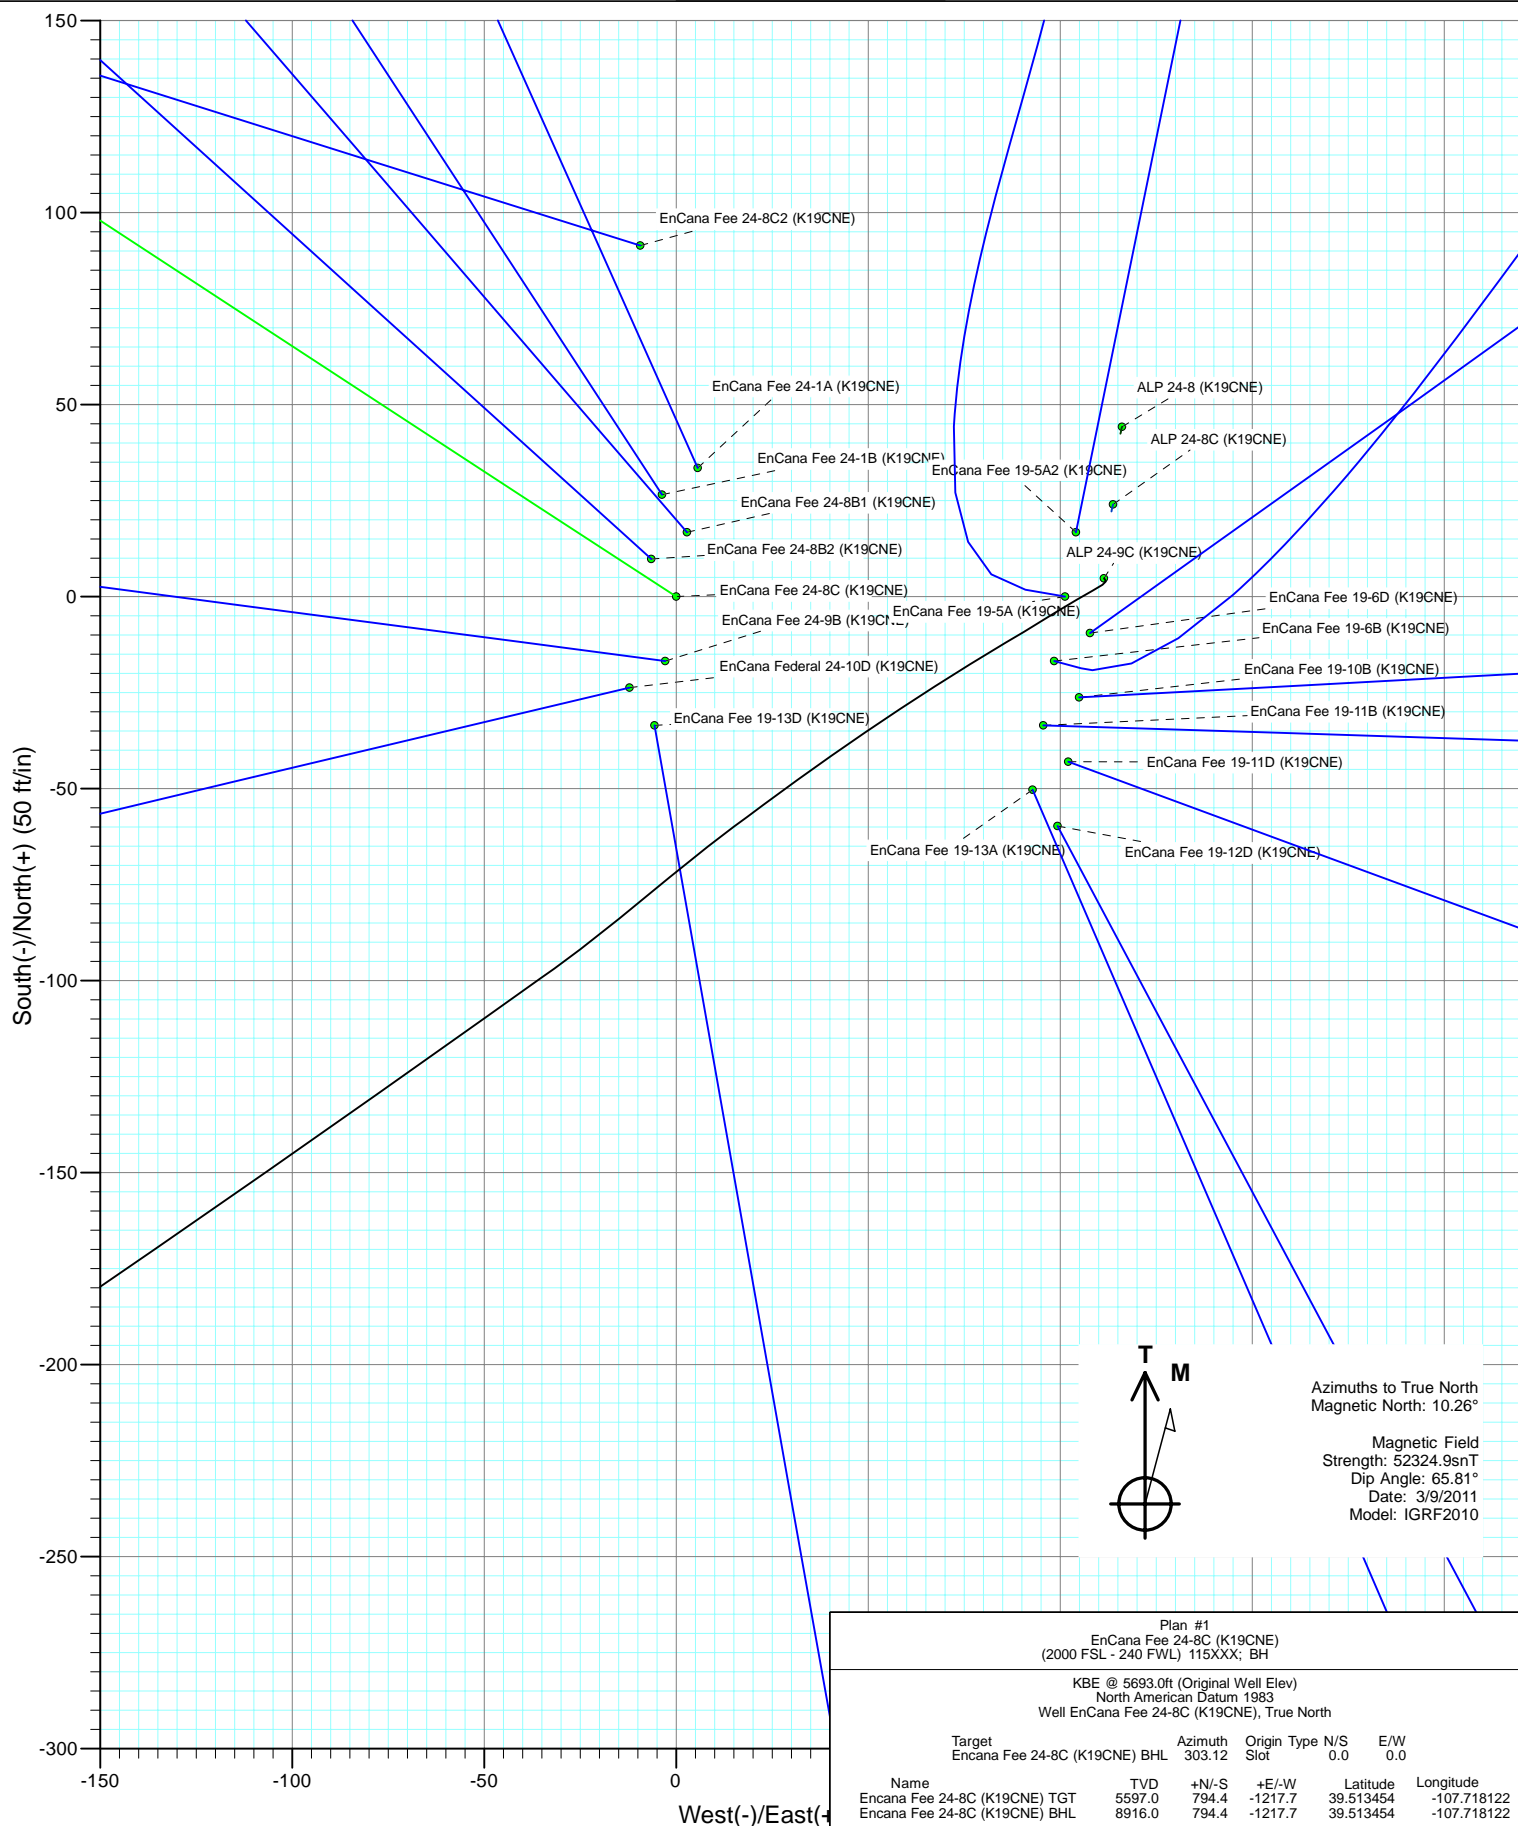 150
100
50
0
-50
-100
-150
-200
-250
-300
South(-)/North(+) (50 ft/in)
EnCana Fee 24-8C2 (K19CNE)
EnCana Fee 24-1A (K19CNE)
ALP 24-8 (K19CNE)
ALP 24-8C (K19CNE)
EnCana Fee 24-1B (K19CNE)
EnCana Fee 19-5A2 (K19CNE)
EnCana Fee 24-8B1 (K19CNE)
EnCana Fee 24-8B2 (K19CNE)
ALP 24-9C (K19CNE)
EnCana Fee 24-8C (K19CNE)
EnCana Fee 19-6D (K19CNE)
EnCana Fee 19-5A (K19CNE)
EnCana Fee 24-9B (K19CNE)
EnCana Fee 19-6B (K19CNE)
EnCana Federal 24-10D (K19CNE)
EnCana Fee 19-10B (K19CNE)
EnCana Fee 19-13D (K19CNE)
EnCana Fee 19-11B (K19CNE)
EnCana Fee 19-11D (K19CNE)
EnCana Fee 19-13A (K19CNE)
EnCana Fee 19-12D (K19CNE)
T
M
Azimuths to True North
Magnetic North: 10.26°
Magnetic Field
Strength: 52324.9snT
Dip Angle: 65.81°
Date: 3/9/2011
Model: IGRF2010
Plan #1
EnCana Fee 24-8C (K19CNE)
(2000 FSL - 240 FWL) 115XXX; BH
KBE @ 5693.0ft (Original Well Elev)
North American Datum 1983
Well EnCana Fee 24-8C (K19CNE), True North
Target Azimuth Origin Type N/S E/W
Encana Fee 24-8C (K19CNE) BHL 303.12 Slot 0.0 0.0
Name TVD +N/-S +E/-W Latitude Longitude
Encana Fee 24-8C (K19CNE) TGT 5597.0 794.4 -1217.7 39.513454 -107.718122
Encana Fee 24-8C (K19CNE) BHL 8916.0 794.4 -1217.7 39.513454 -107.718122
-150 -100 -50 0
West(-)/East(+